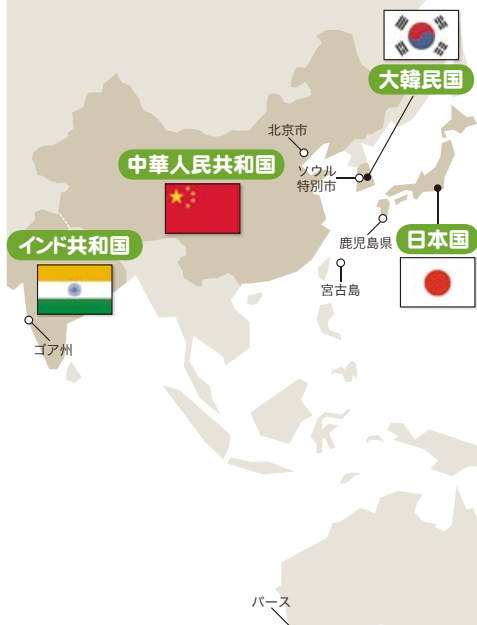 大韓民国
北京市
中華人民共和国
ソウル
特別市
鹿児島県
日本国
インド共和国
宮古島
ゴア州
パース